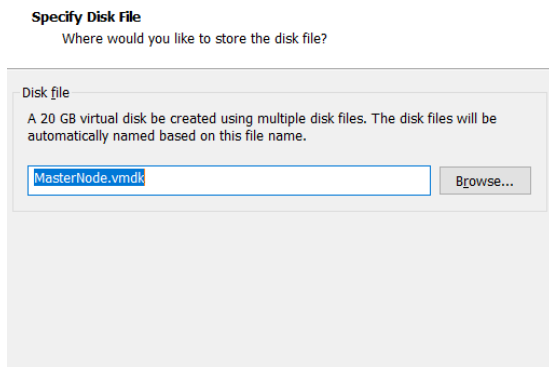 Specify Disk File
Where would you like to store the disk file?
Disk file
A 20 GB virtual disk be created using multiple disk files. The disk files will be
automatically named based on this file name.
MasterNode.vmdk
Browse...